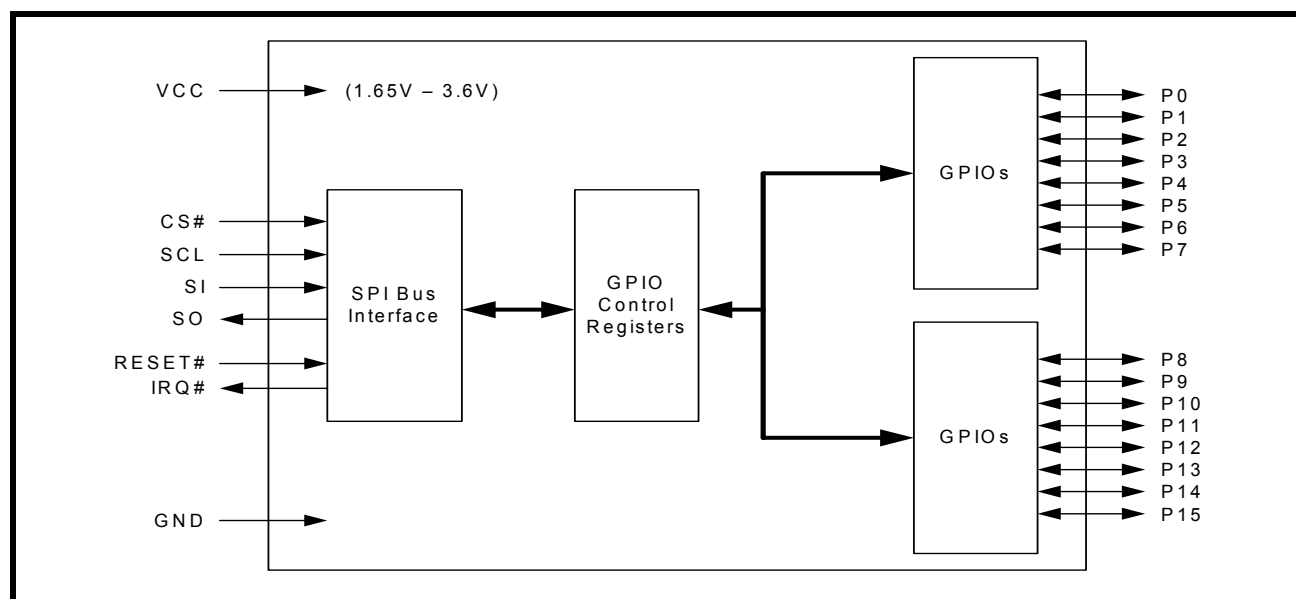 VCC
(1.65V – 3.6V)
CS#
SCL
SI
SO
RESET#
IRQ#
GND
SPI Bus
Interface
GPIO
Control
Registers
GPIOs
P0
P1
P2
P3
P4
P5
P6
P7
GPIOs
P8
P9
P10
P11
P12
P13
P14
P15